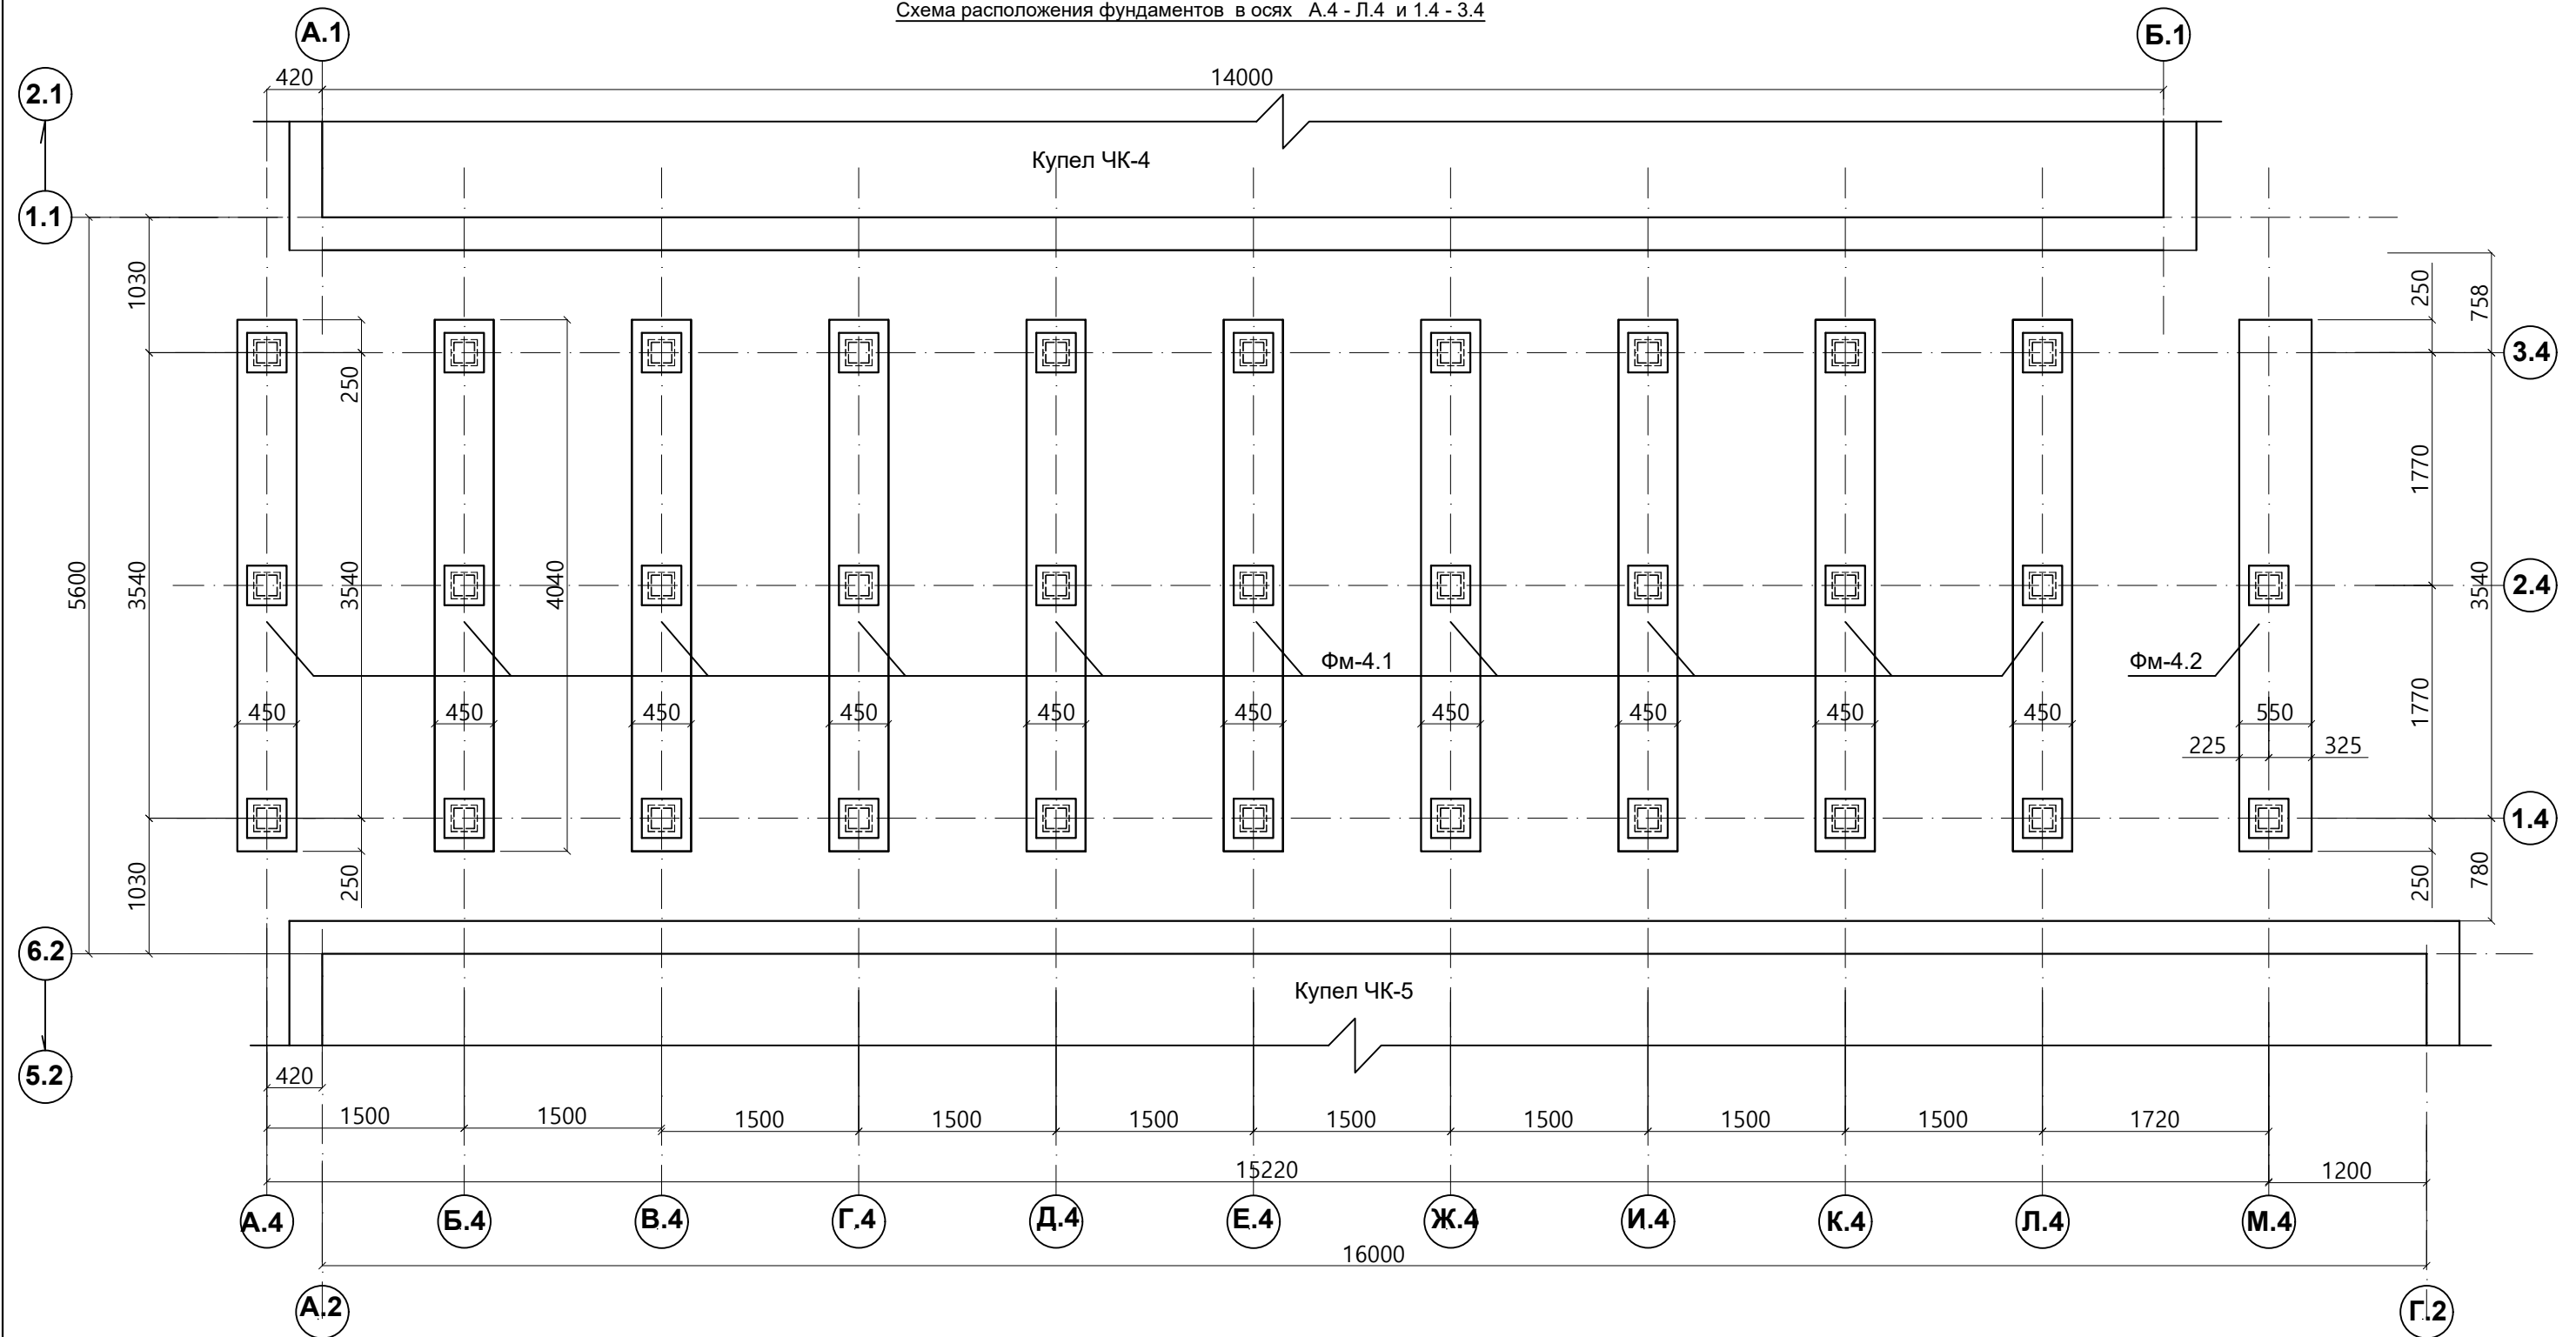 Схема расположения фундаментов в осях А.4 - Л.4 и 1.4 - 3.4
А.1
Б.1
420
14000
2.1
Купел ЧК-4
1.1
1030
250
758
250
3.4
1770
5600
3540
3540
4040
3540
2.4
Фм-4.1
Фм-4.2
450
450
450
450
450
450
450
450
450
450
550
1770
225
325
1.4
1030
250
250
780
6.2
Купел ЧК-5
5.2
420
1500
1500
1500
1500
1500
1500
1500
1500
1500
1720
15220
1200
А.4
Б.4
В.4
Г.4
Д.4
Е.4
Ж.4
И.4
К.4
Л.4
М.4
16000
А.2
Г.2